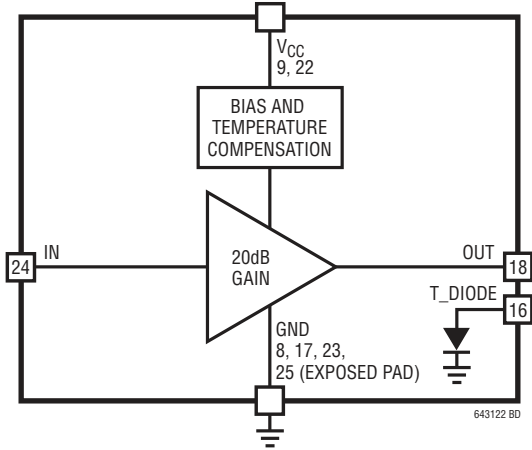 VCC
9, 22
BIAS AND
TEMPERATURE
COMPENSATION
24
IN
20dB
GAIN
OUT
18
T_DIODE
16
GND
8, 17, 23,
25 (EXPOSED PAD)
643122 BD